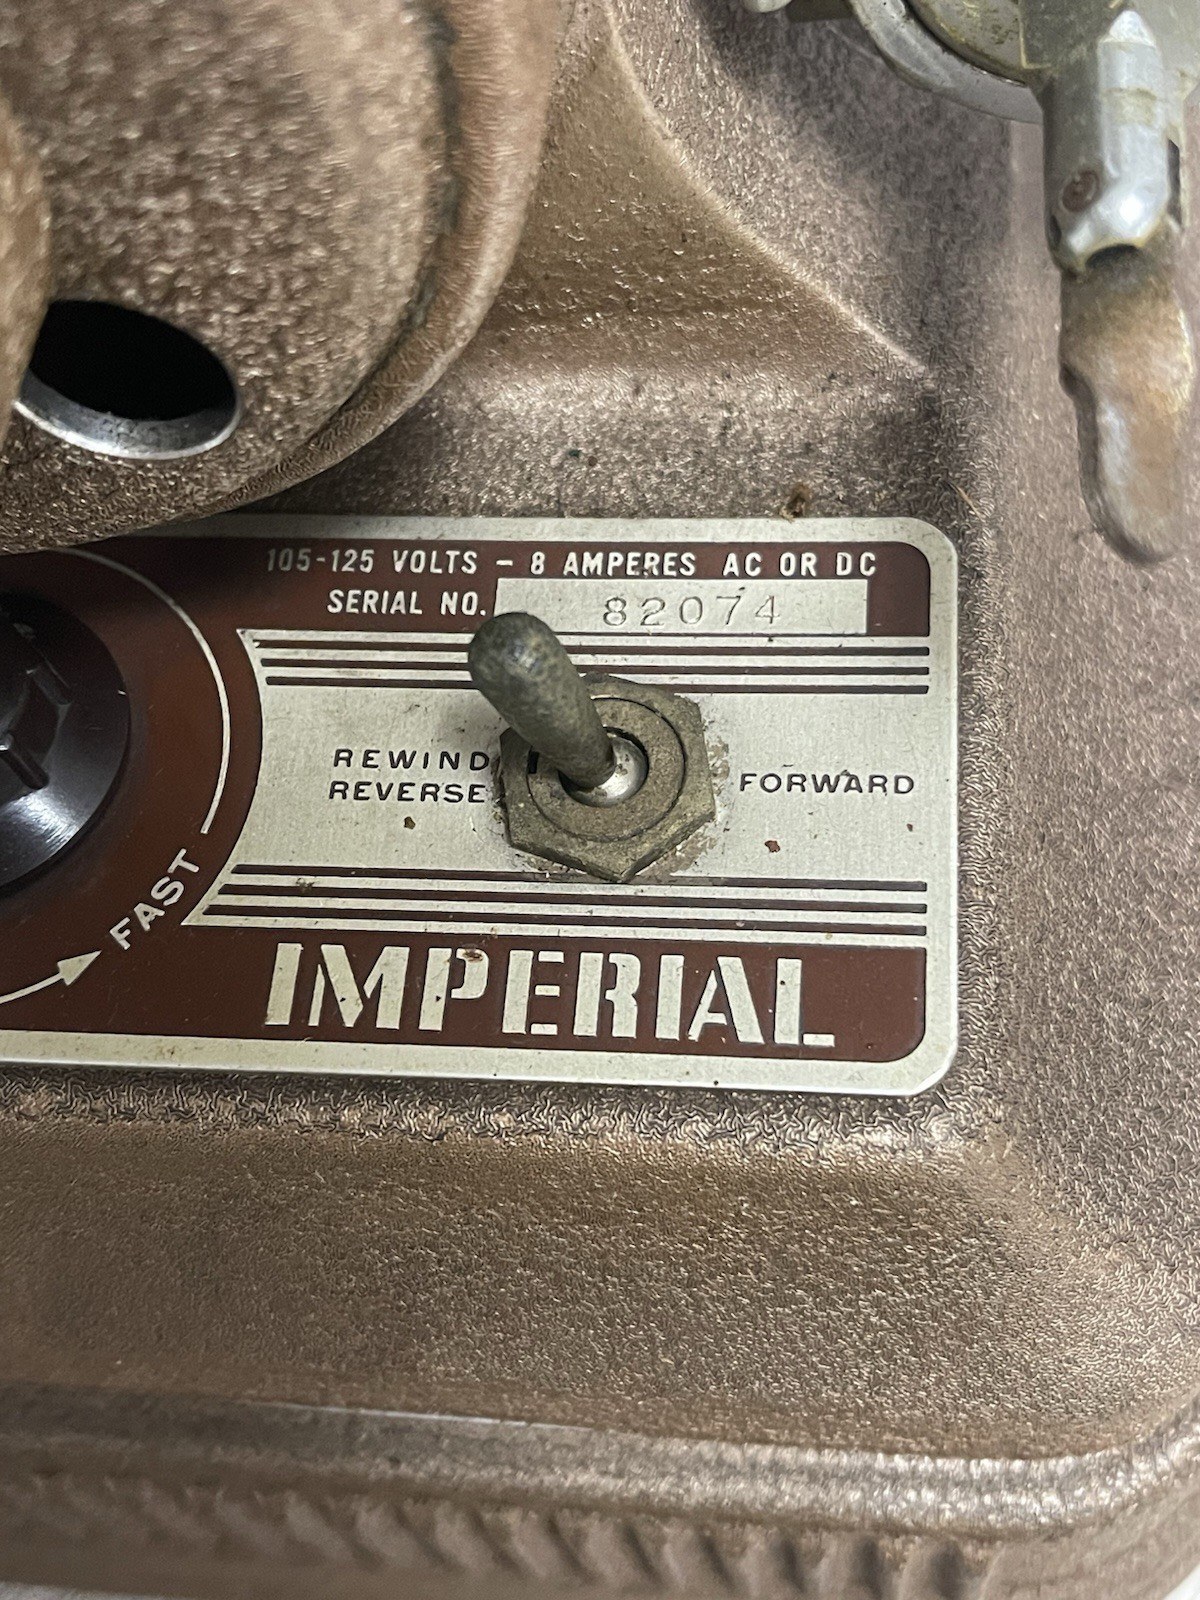 105-125 VOLTS - 8 AMPERES AC OR DC
SERIAL NO. 82074
REWIND
REVERSE
FORWARD
FAST
IMPERIAL